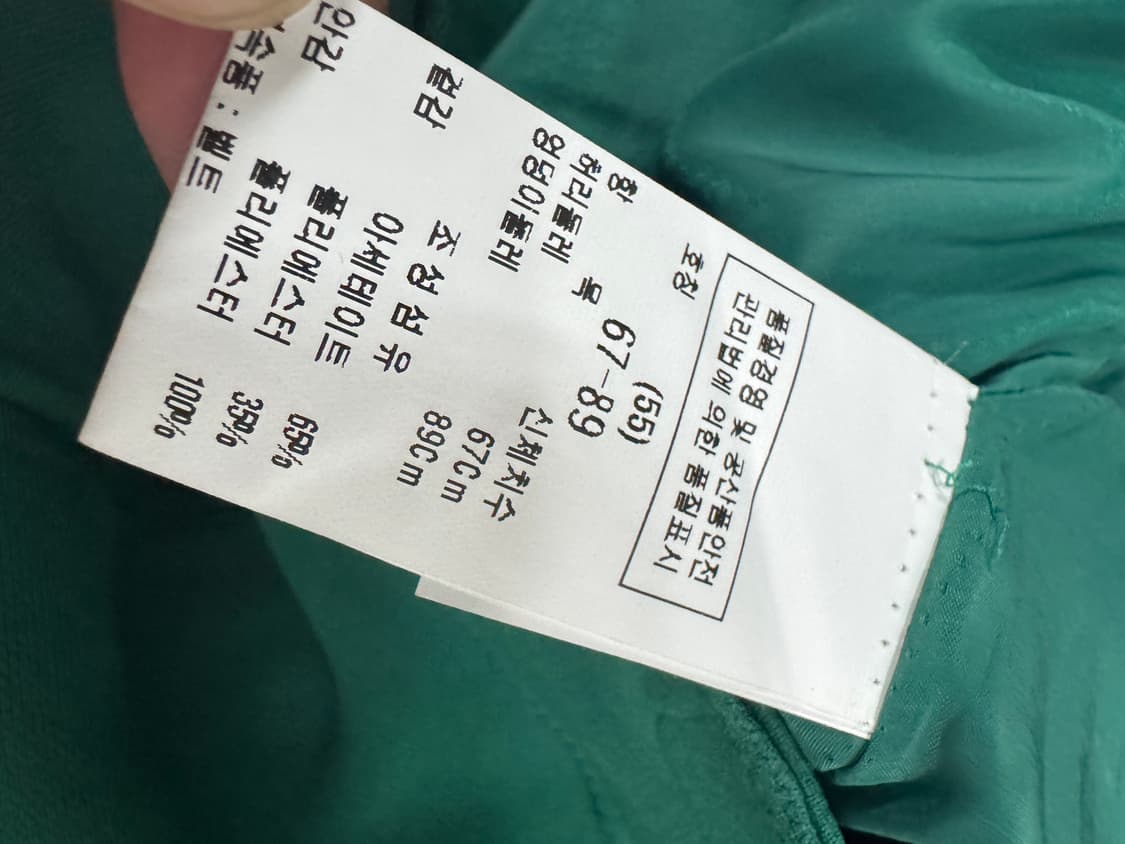 품질경영 및 공산품안전
관리법에 의한 품질표시
호칭 (55)
67-89
항 목 신체치수
허리둘레 67cm
엉덩이둘레 89cm
조성섬유
겉감 아세테이트 65%
폴리에스터 35%
안감 폴리에스터 100%
속품 : 벨트